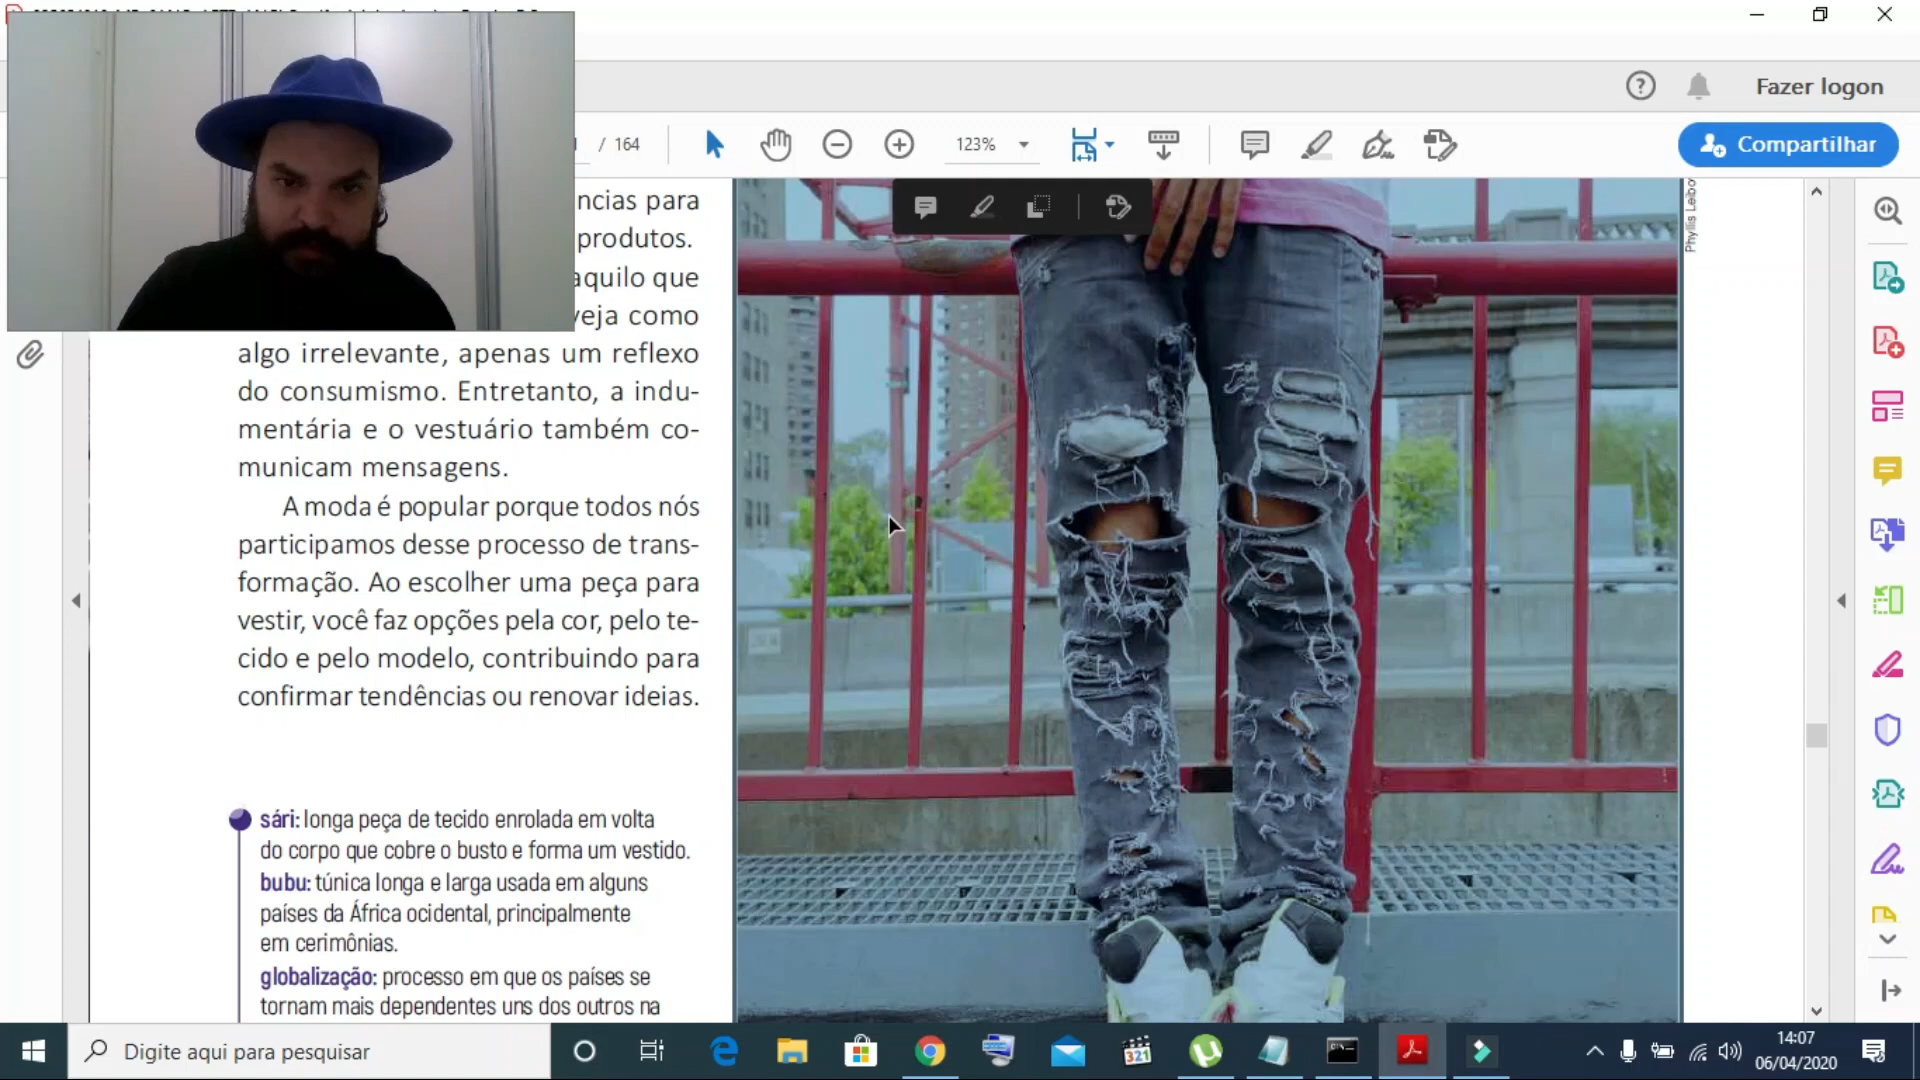 Fazer logon
/ 164
123%
Compartilhar
ncias para
produtos.
aquilo que
veja como
algo irrelevante, apenas um reflexo
do consumismo. Entretanto, a indu-
mentária e o vestuário também co-
municam mensagens.
A moda é popular porque todos nós
participamos desse processo de trans-
formação. Ao escolher uma peça para
vestir, você faz opções pela cor, pelo te-
cido e pelo modelo, contribuindo para
confirmar tendências ou renovar ideias.
sári: longa peça de tecido enrolada em volta
do corpo que cobre o busto e forma um vestido.
bubu: túnica longa e larga usada em alguns
países da África ocidental, principalmente
em cerimônias.
globalização: processo em que os países se
tornam mais dependentes uns dos outros na
Phyllis Leibo
Digite aqui para pesquisar
321
14:07
06/04/2020